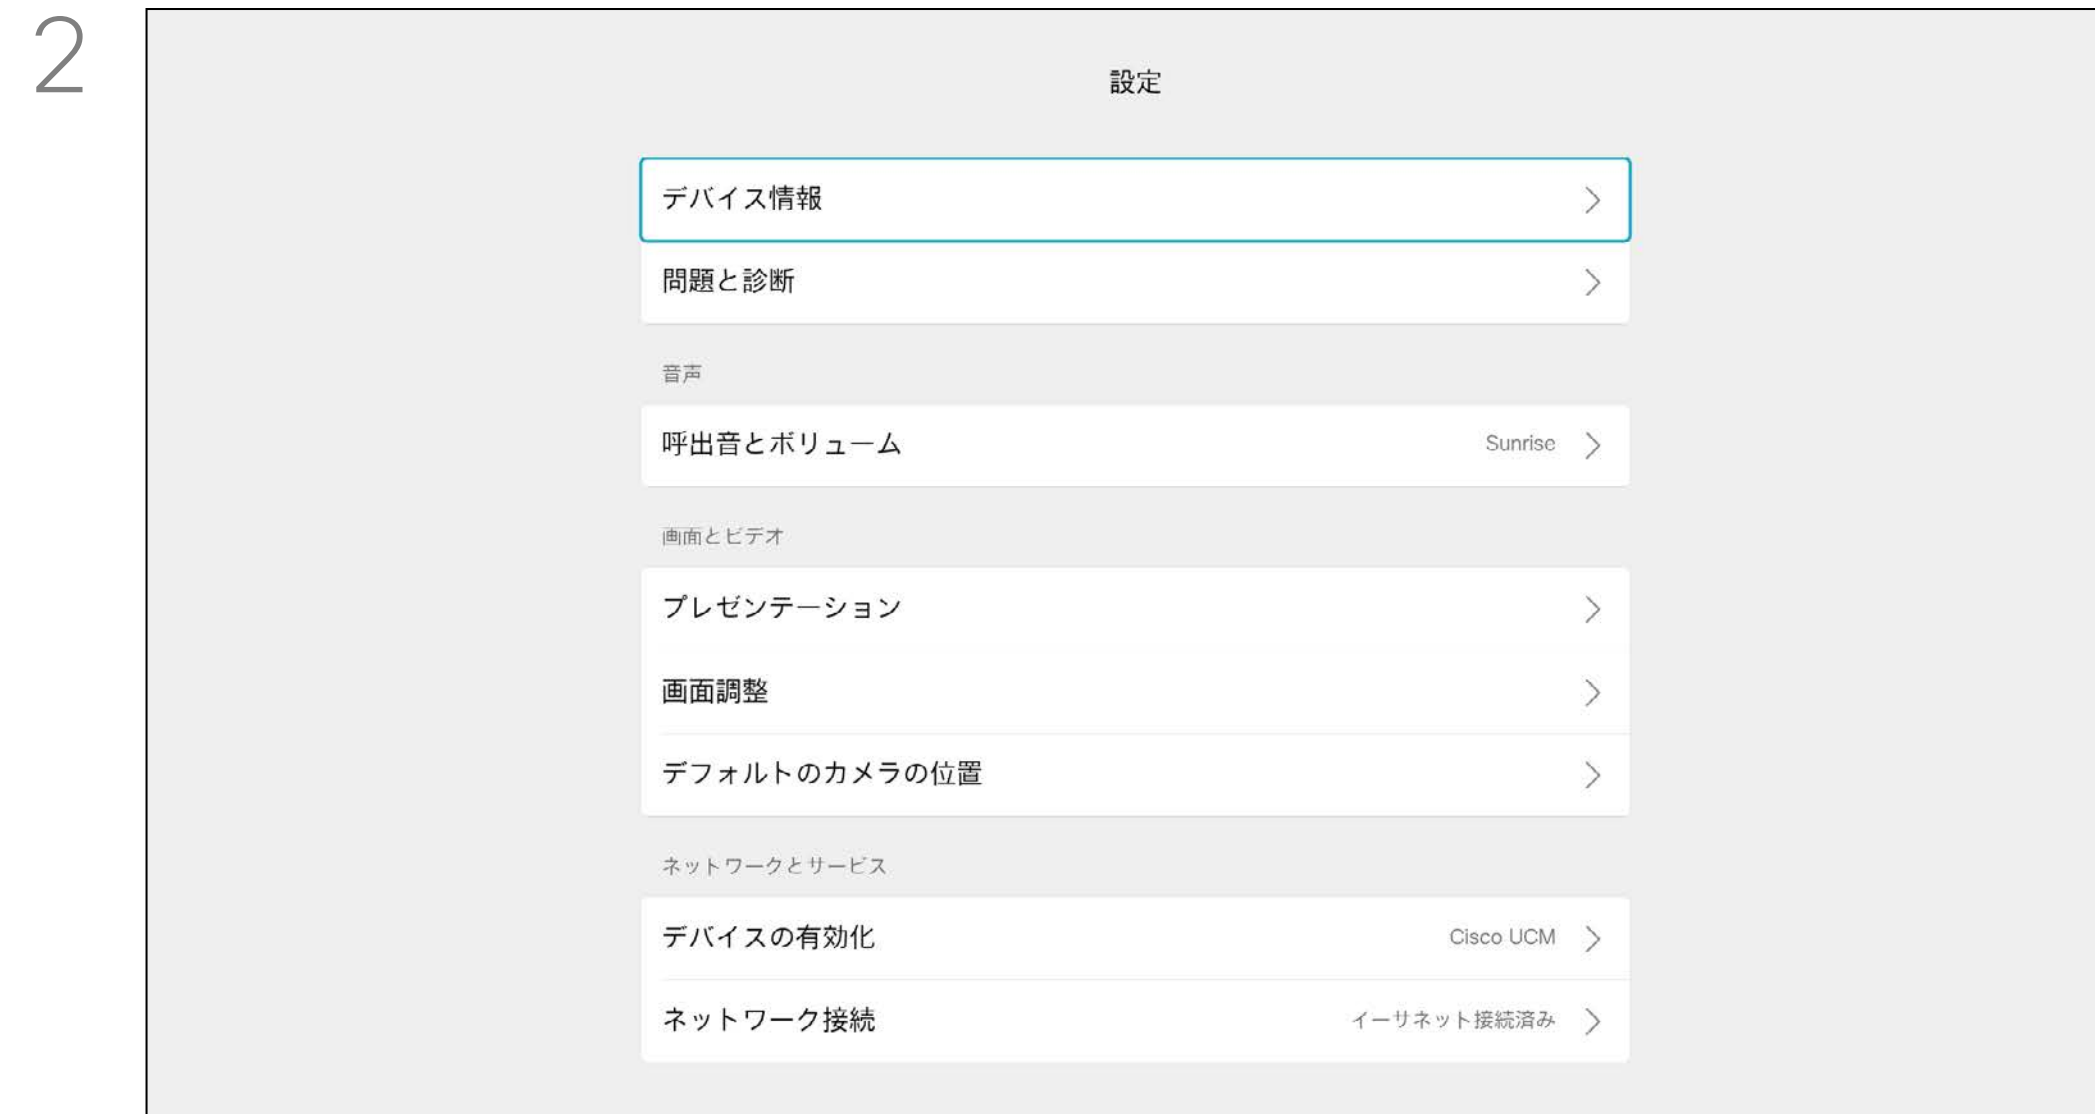 2
設定
デバイス情報
問題と診断
音声
呼出音とボリューム Sunrise
画面とビデオ
プレゼンテーション
画面調整
デフォルトのカメラの位置
ネットワークとサービス
デバイスの有効化 Cisco UCM
ネットワーク接続 イーサネット接続済み